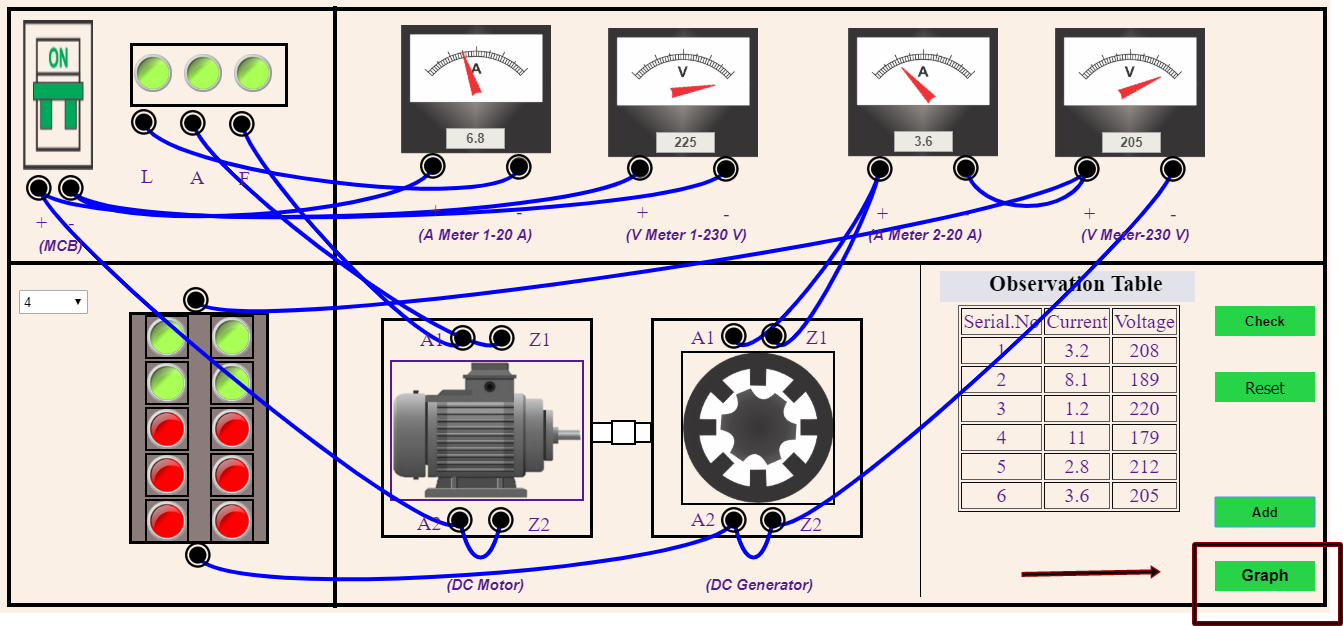 ON
L A F
+ -
(MCB)
6.8
225
3.6
205
A
V
A
V
+ -
+ -
+ -
+ -
(A Meter 1-20 A)
(V Meter 1-230 V)
(A Meter 2-20 A)
(V Meter-230 V)
4
A1 Z1
A2 Z2
(DC Motor)
A1 Z1
A2 Z2
(DC Generator)
Observation Table
Serial.No Current Voltage
1 3.2 208
2 8.1 189
3 1.2 220
4 11 179
5 2.8 212
6 3.6 205
Check
Reset
Add
Graph